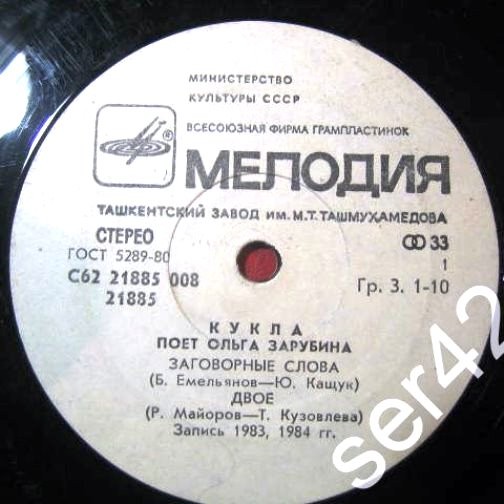 МИНИСТЕРСТВО
КУЛЬТУРЫ СССР
ВСЕСОЮЗНАЯ ФИРМА ГРАМПЛАСТИНОК
®
МЕЛОДИЯ
ТАШКЕНТСКИЙ ЗАВОД ИМ. М.Т. ТАШМУХАМЕДОВА
СТЕРЕО
33
ГОСТ 5289-80
1
С62 21885 008
Гр. 3. 1-10
21885
КУКЛА
ПОЕТ ОЛЬГА ЗАРУБИНА
ЗАГОВОРНЫЕ СЛОВА
(Б. Емельянов—Ю. Кащук)
ДВОЕ
(Р. Майоров—Т. Кузовлева)
Запись 1983, 1984 гг.
ser42